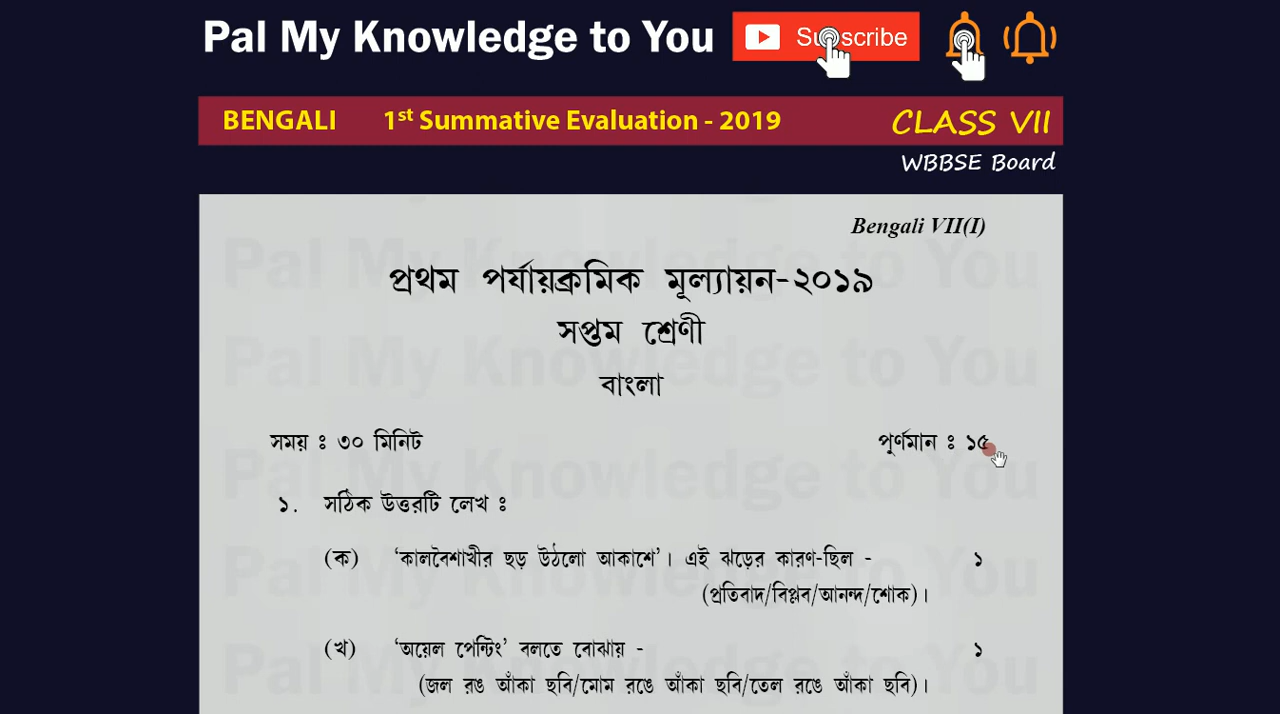 Pal My Knowledge to You Subscribe
BENGALI 1st Summative Evaluation - 2019 CLASS VII
WBBSE Board
Bengali VII(I)
প্রথম পর্যায়ক্রমিক মূল্যায়ন-২০১৯
সপ্তম শ্রেণী
বাংলা
সময় ঃ ৩০ মিনিট পুর্ণমান ঃ ১৫
১. সঠিক উত্তরটি লেখ ঃ
(ক) ‘কালবৈশাখীর ছড় উঠলো আকাশে’। এই ঝড়ের কারণ-ছিল - ১
(প্রতিবাদ/বিপ্লব/আনন্দ/শোক)।
(খ) ‘অয়েল পেন্টিং’ বলতে বোঝায় - ১
(জল রঙ আঁকা ছবি/মোম রঙে আঁকা ছবি/তেল রঙে আঁকা ছবি)।